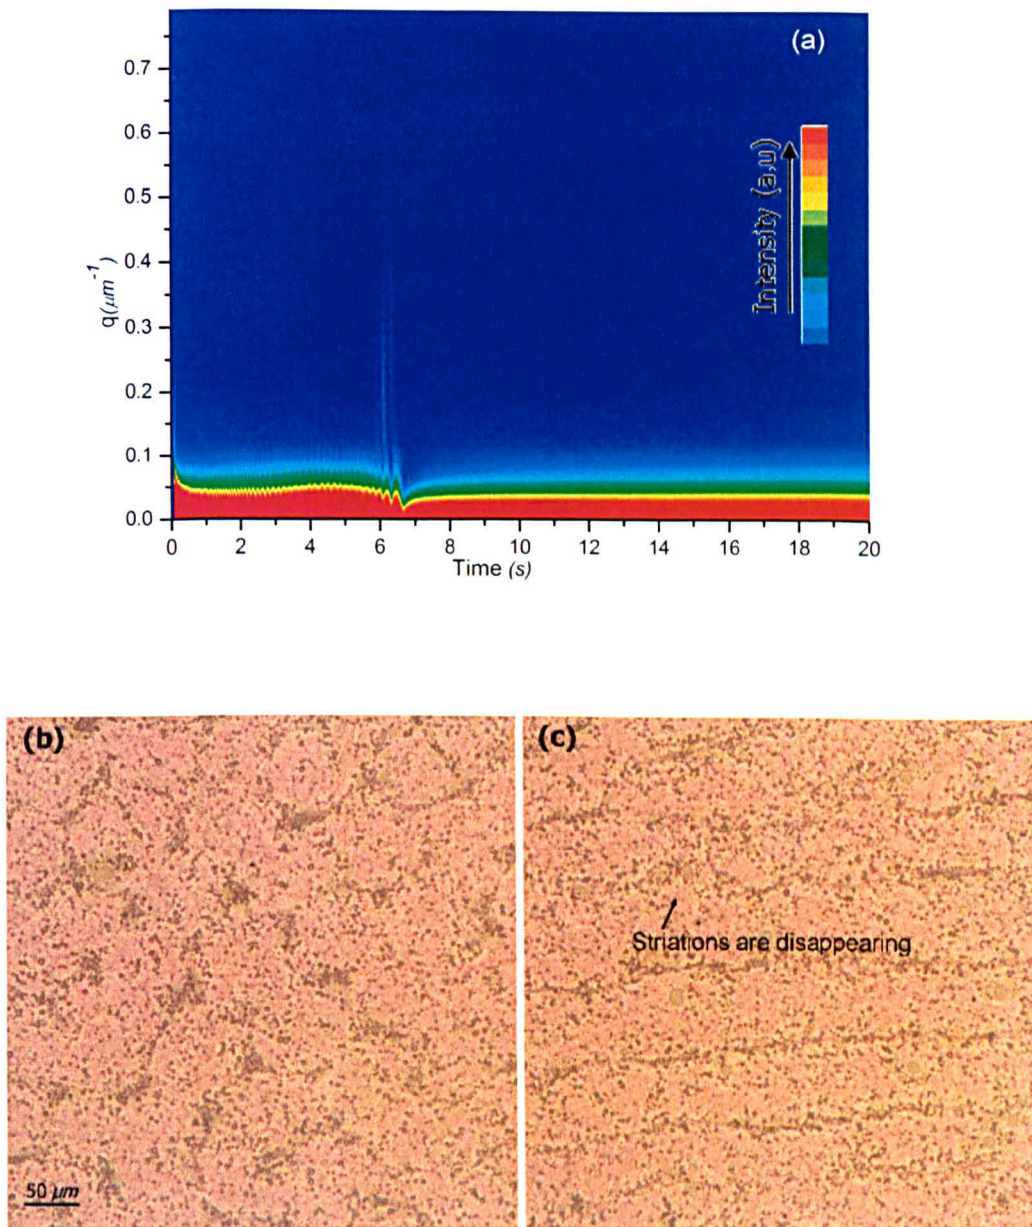 (a)
0.7
0.6
0.5
0.4
0.3
0.2
0.1
0.0
q(μm⁻¹)
Intensity (a.u)
0 2 4 6 8 10 12 14 16 18 20
Time (s)
(b)
50 μm
(c)
Striations are disappearing